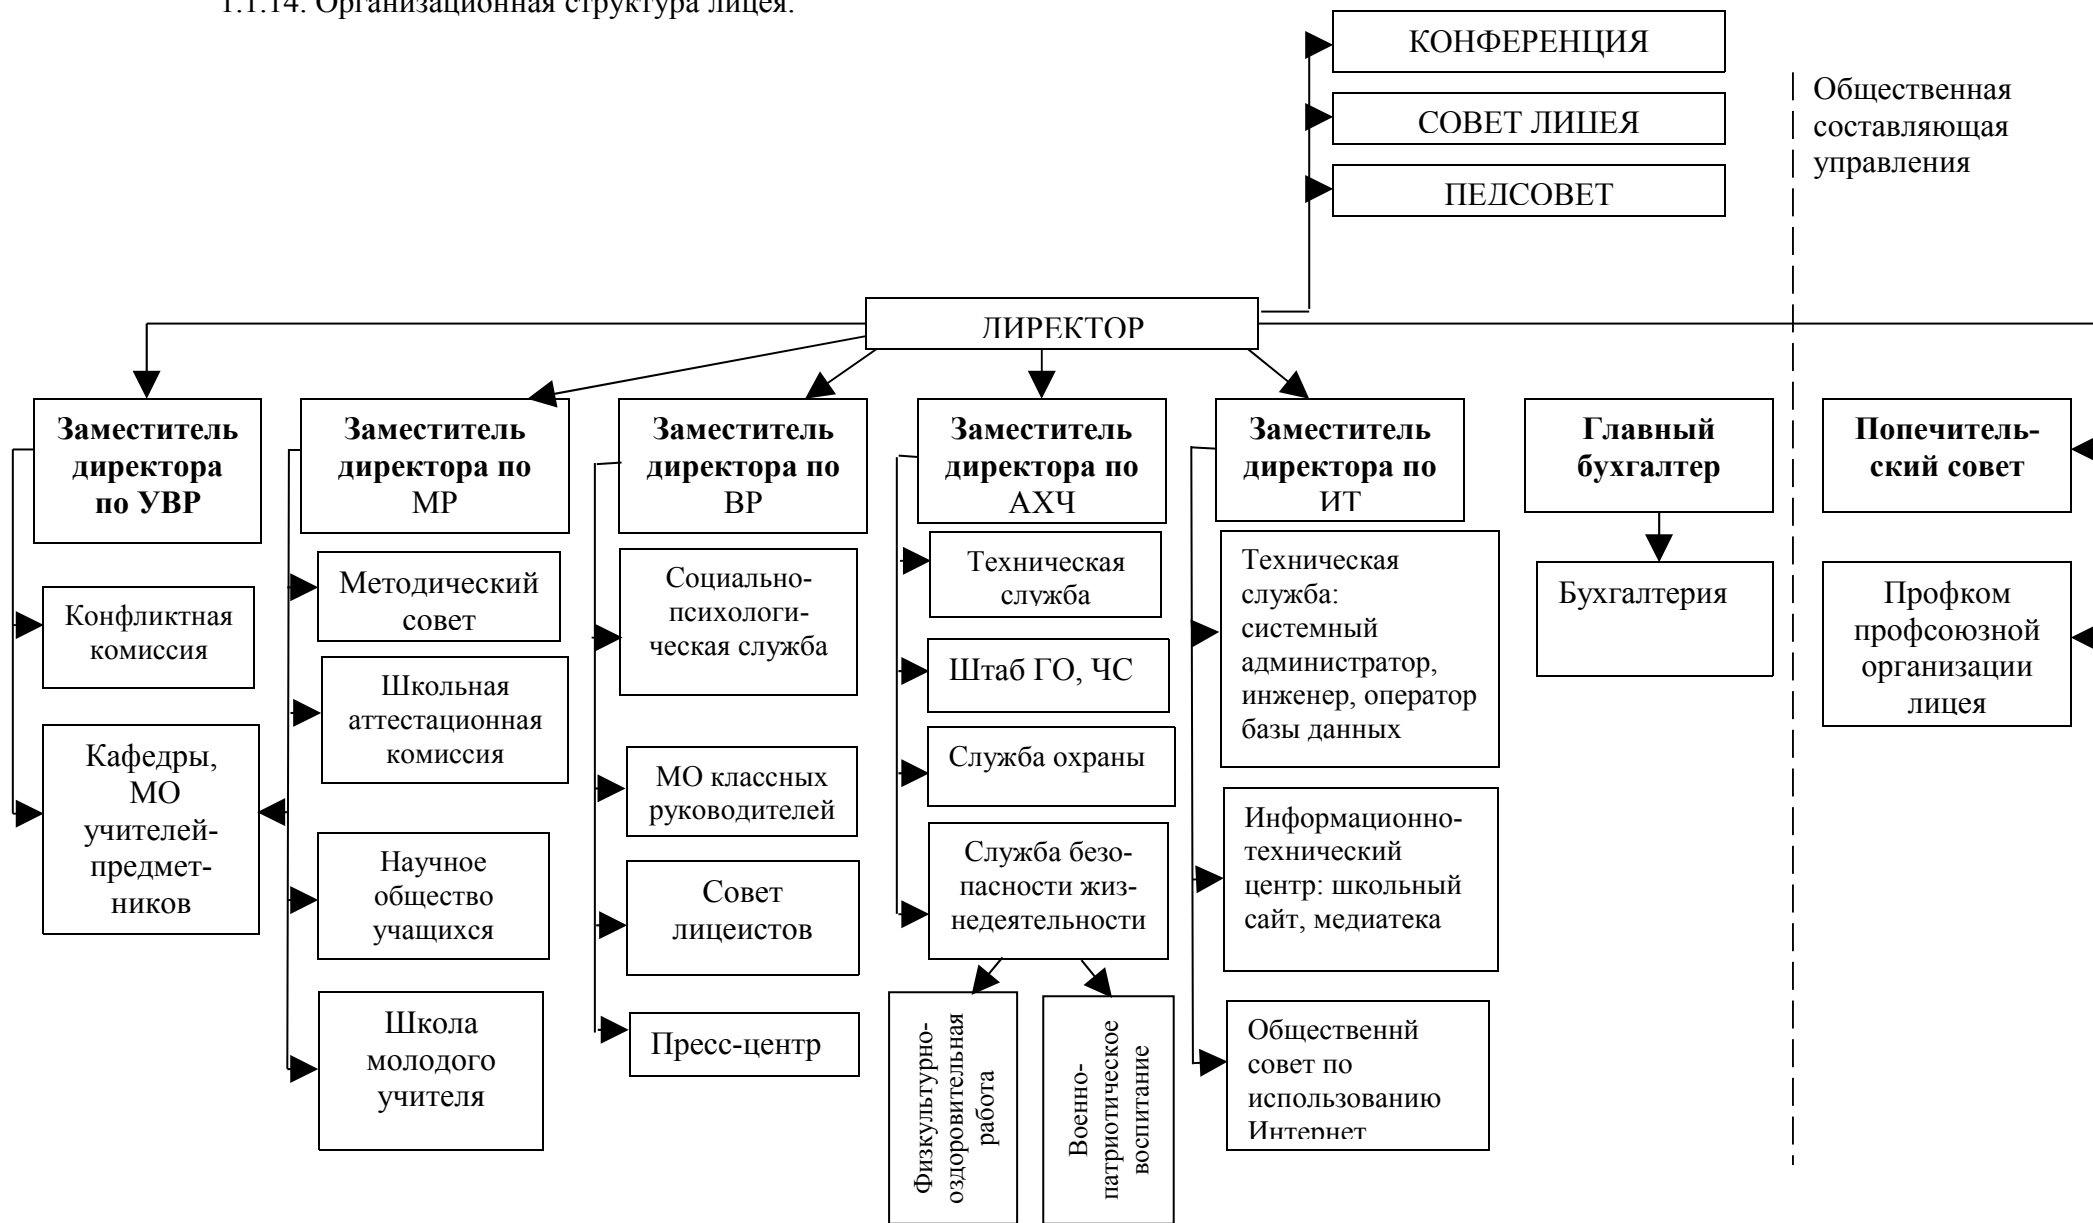 1.1.14. Организационная структура лицея.
КОНФЕРЕНЦИЯ
СОВЕТ ЛИЦЕЯ
ПЕДСОВЕТ
Общественная
составляющая
управления
ДИРЕКТОР
Заместитель
директора
по УВР
Заместитель
директора по
МР
Заместитель
директора по
ВР
Заместитель
директора по
АХЧ
Заместитель
директора по
ИТ
Главный
бухгалтер
Попечитель-
ский совет
Конфликтная
комиссия
Кафедры,
МО
учителей-
предмет-
ников
Методический
совет
Школьная
аттестационная
комиссия
Научное
общество
учащихся
Школа
молодого
учителя
Социально-
психологи-
ческая служба
МО классных
руководителей
Совет
лицеистов
Пресс-центр
Техническая
служба
Штаб ГО, ЧС
Служба охраны
Служба безо-
пасности жиз-
недеятельности
Физкультурно-
оздоровительная
работа
Военно-
патриотическое
воспитание
Техническая
служба:
системный
администратор,
инженер, оператор
базы данных
Информационно-
технический
центр: школьный
сайт, медиатека
Общественнй
совет по
использованию
Интернет
Бухгалтерия
Профком
профсоюзной
организации
лицея